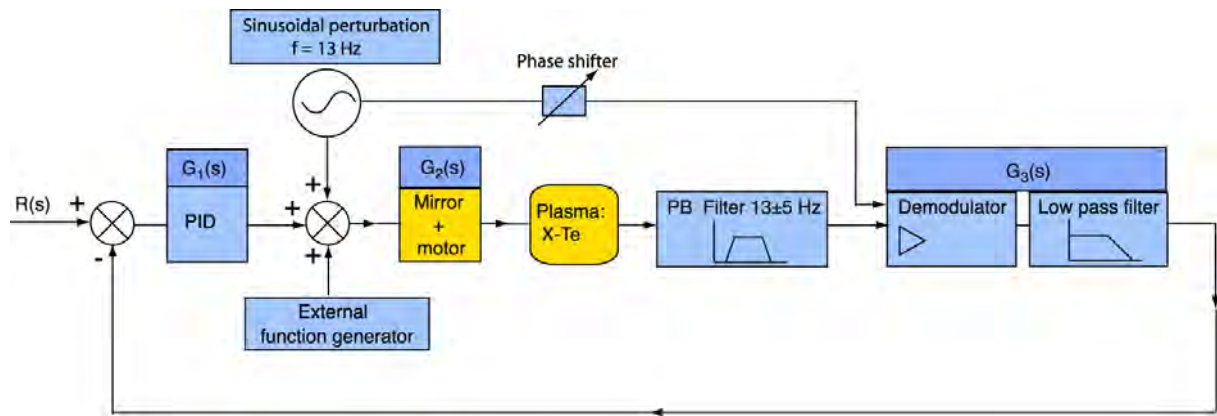 Sinusoidal perturbation
f = 13 Hz
Phase shifter
G₁(s)
G₂(s)
G₃(s)
R(s)
+
-
PID
+
+
+
Mirror
+
motor
Plasma:
X-Te
PB Filter 13±5 Hz
Demodulator
Low pass filter
External
function generator